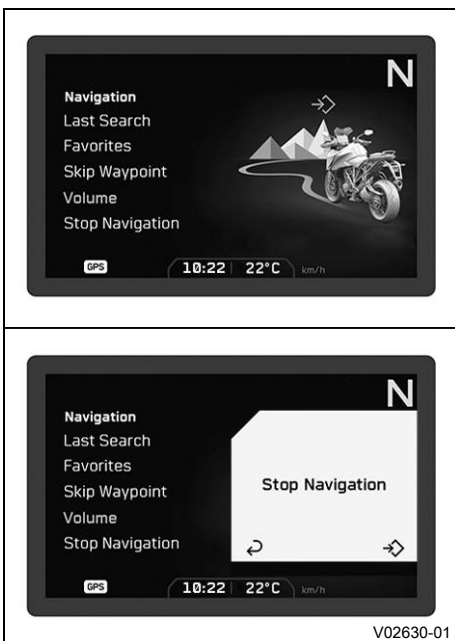 N
Navigation
Last Search
Favorites
Skip Waypoint
Volume
Stop Navigation
GPS 10:22 22°C km/h
N
Navigation
Last Search
Favorites
Skip Waypoint
Volume
Stop Navigation
Stop Navigation
GPS 10:22 22°C km/h
V02630-01